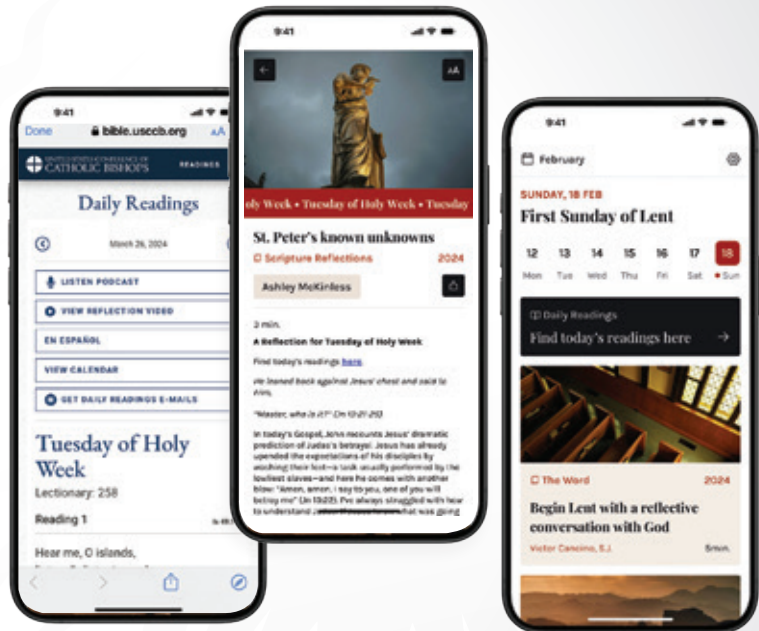 9:41
Done
bible.usccb.org
AA
UNITED STATES CONFERENCE OF
CATHOLIC BISHOPS
READINGS
Daily Readings
March 26, 2024
LISTEN PODCAST
VIEW REFLECTION VIDEO
EN ESPAÑOL
VIEW CALENDAR
GET DAILY READINGS E-MAILS
Tuesday of Holy
Week
Lectionary: 258
Reading 1
Hear me, O islands,
9:41
AA
oly Week • Tuesday of Holy Week • Tuesday
St. Peter's known unknowns
Scripture Reflections
2024
Ashley McKinless
3 min.
A Reflection for Tuesday of Holy Week
Find today's readings here.
He leaned back against Jesus' chest and said to
him,
"Master, who is it?" (Jn 13:21-25)
In today's Gospel, John recounts Jesus' dramatic
prediction of Judas's betrayal. Jesus has already
upended the expectations of his disciples by
washing their feet—a task usually performed by the
lowliest slaves—and here he comes with another
blow: "Amen, amen, I say to you, one of you will
betray me" (Jn 13:21). I've always struggled with how
to understand what was going
9:41
February
SUNDAY, 18 FEB
First Sunday of Lent
12 13 14 15 16 17 18
Mon Tue Wed Thu Fri Sat Sun
Daily Readings
Find today's readings here →
The Word
2024
Begin Lent with a reflective
conversation with God
Victor Cancino, S.J.
5min.